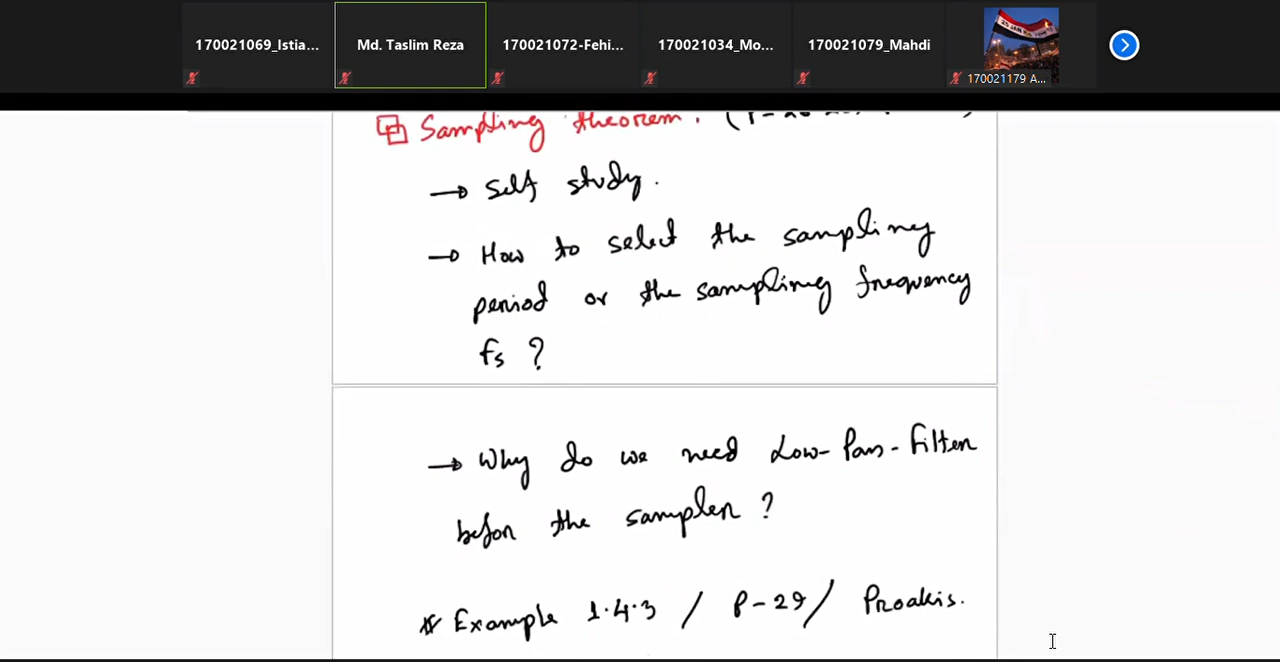 170021069_Istia...
Md. Taslim Reza
170021072-Fehi...
170021034_Mo...
170021079_Mahdi
170021179 A...
Sampling theorem.
→ Self study.
→ How to select the sampling
period or the sampling frequency
fs ?
→ Why do we need Low-Pass-Filter
before the sampler ?
* Example 1.4.3 / P-29/ Proakis.